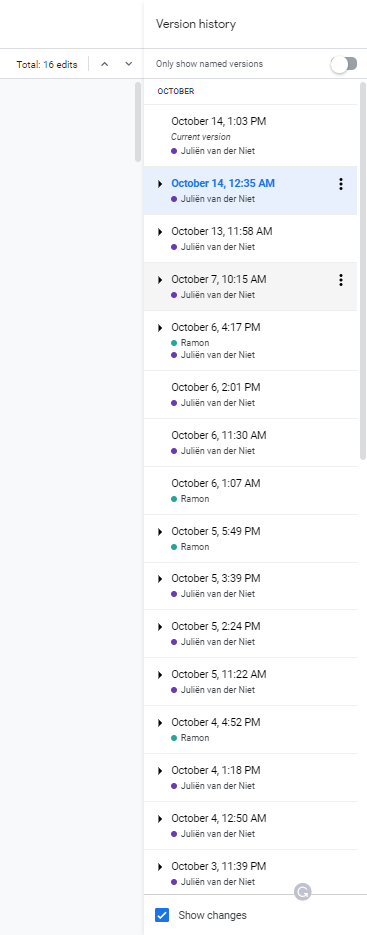 Version history
Total: 16 edits
Only show named versions
OCTOBER
October 14, 1:03 PM
Current version
Juliën van der Niet
October 14, 12:35 AM
Juliën van der Niet
October 13, 11:58 AM
Juliën van der Niet
October 7, 10:15 AM
Juliën van der Niet
October 6, 4:17 PM
Ramon
Juliën van der Niet
October 6, 2:01 PM
Juliën van der Niet
October 6, 11:30 AM
Juliën van der Niet
October 6, 1:07 AM
Ramon
October 5, 5:49 PM
Ramon
October 5, 3:39 PM
Juliën van der Niet
October 5, 2:24 PM
Juliën van der Niet
October 5, 11:22 AM
Juliën van der Niet
October 4, 4:52 PM
Ramon
October 4, 1:18 PM
Juliën van der Niet
October 4, 12:50 AM
Juliën van der Niet
October 3, 11:39 PM
Juliën van der Niet
Show changes